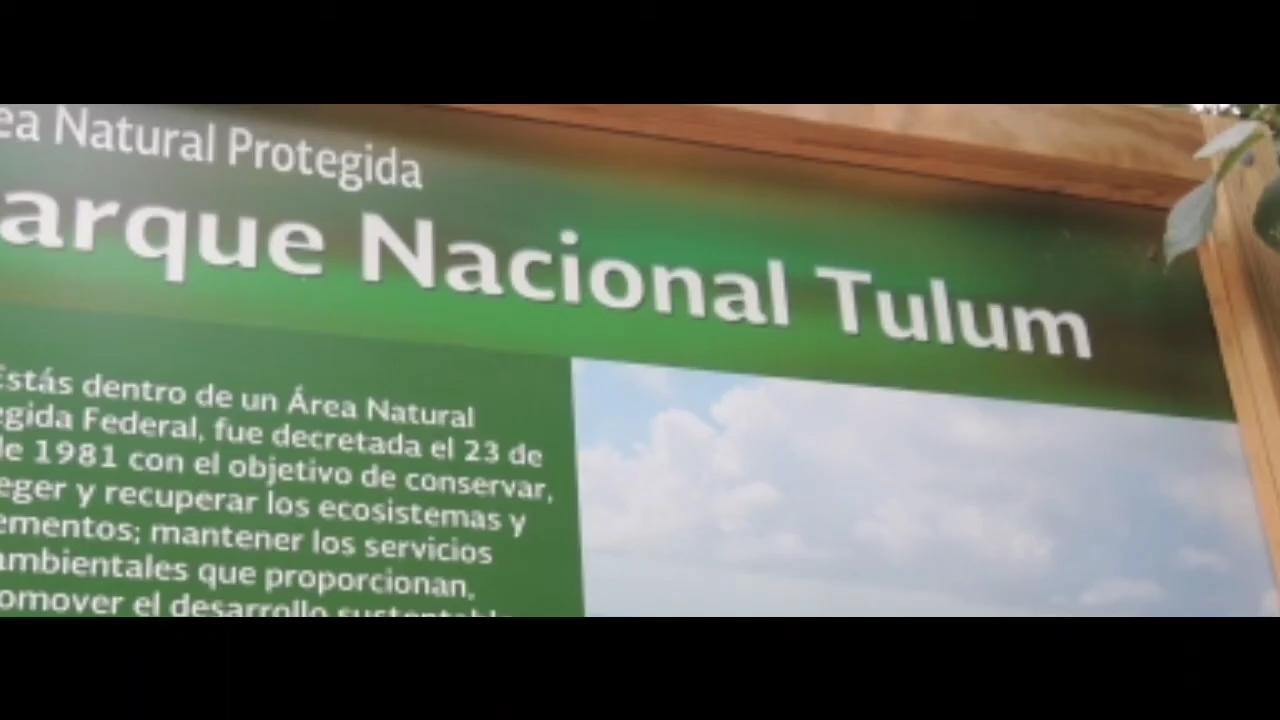 ea Natural Protegida
arque Nacional Tulum
Estás dentro de un Área Natural
egida Federal, fue decretada el 23 de
de 1981 con el objetivo de conservar,
eger y recuperar los ecosistemas y
ementos; mantener los servicios
ambientales que proporcionan,
omover el desarrollo sustentable